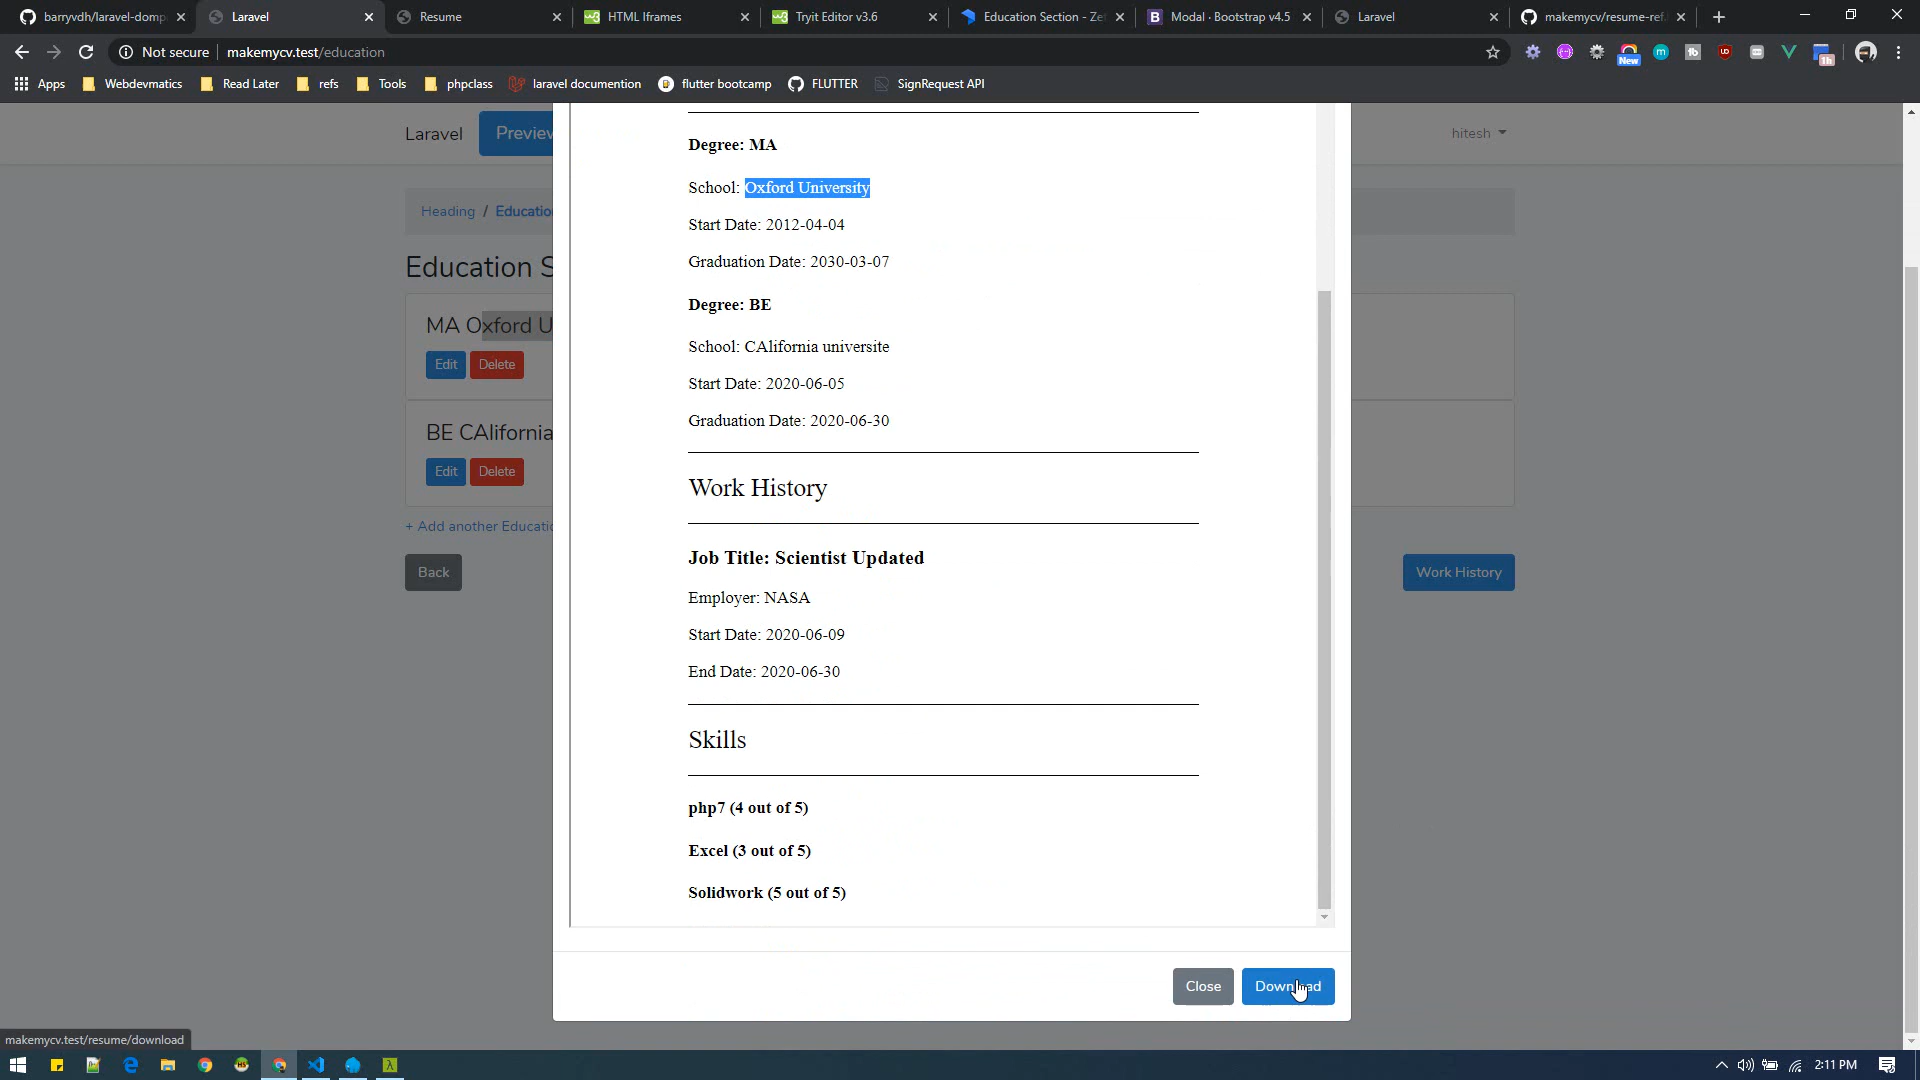 barryvdh/laravel-domp
Laravel
Resume
HTML Iframes
Tryit Editor v3.6
Education Section - Ze
Modal · Bootstrap v4.5
Laravel
makemycv/resume-ref
Not secure
makemycv.test/education
New
1h
Apps
Webdevmatics
Read Later
refs
Tools
phpclass
laravel documention
flutter bootcamp
FLUTTER
SignRequest API
Laravel
Preview
hitesh
Heading / Educatio
Education S
MA Oxford U
Edit
Delete
BE CAlifornia
Edit
Delete
+ Add another Educatio
Back
Work History
Degree: MA
School: Oxford University
Start Date: 2012-04-04
Graduation Date: 2030-03-07
Degree: BE
School: CAlifornia universite
Start Date: 2020-06-05
Graduation Date: 2020-06-30
Work History
Job Title: Scientist Updated
Employer: NASA
Start Date: 2020-06-09
End Date: 2020-06-30
Skills
php7 (4 out of 5)
Excel (3 out of 5)
Solidwork (5 out of 5)
Close
Download
makemycv.test/resume/download
2:11 PM